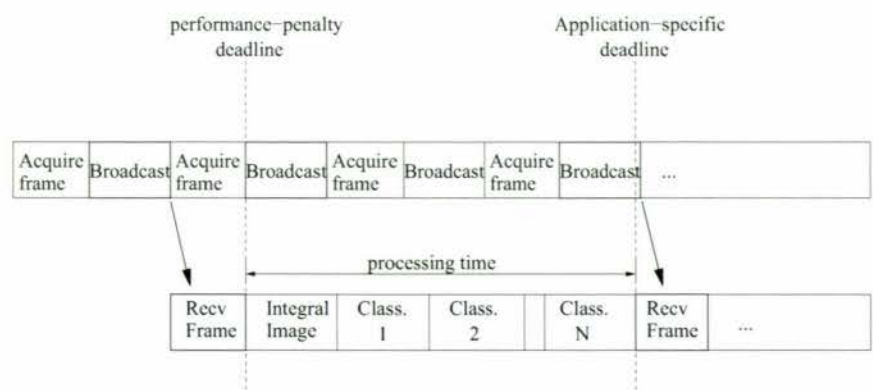 performance−penalty
deadline
Application−specific
deadline
Acquire
frame
Broadcast
Acquire
frame
Broadcast
Acquire
frame
Broadcast
Acquire
frame
Broadcast
...
processing time
Recv
Frame
Integral
Image
Class.
1
Class.
2
Class.
N
Recv
Frame
...